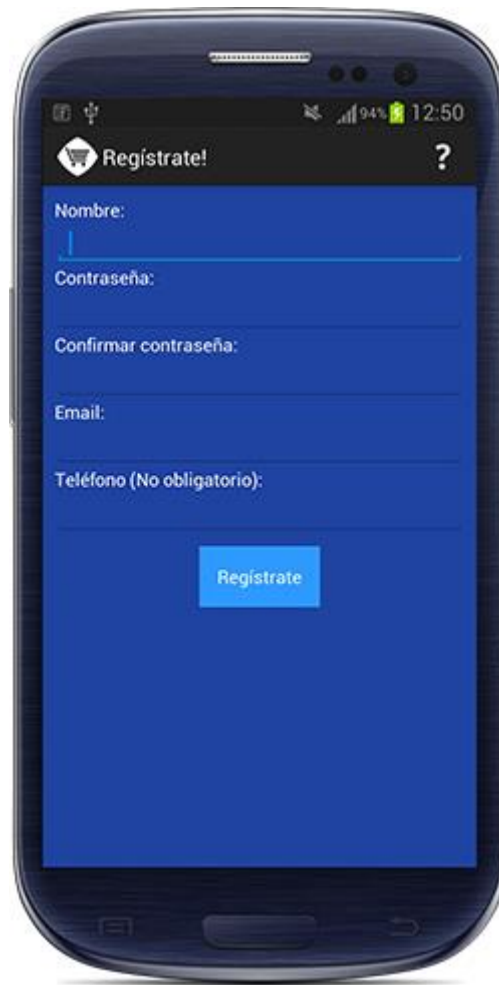 94% 12:50
Regístrate! ?
Nombre:
Contraseña:
Confirmar contraseña:
Email:
Teléfono (No obligatorio):
Regístrate